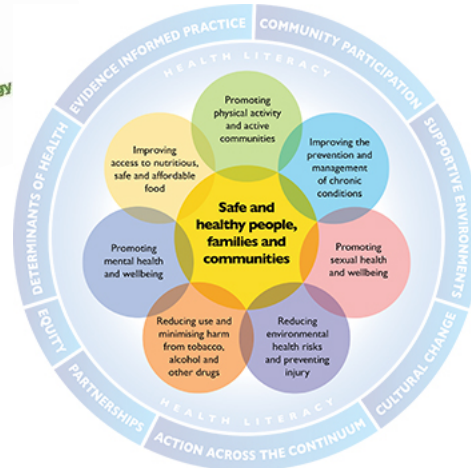 EVIDENCE INFORMED PRACTICE
COMMUNITY PARTICIPATION
SUPPORTIVE ENVIRONMENTS
CULTURAL CHANGE
ACTION ACROSS THE CONTINUUM
PARTNERSHIPS
EQUITY
DETERMINANTS OF HEALTH
HEALTH LITERACY
Promoting
physical activity
and active
communities
Improving the
prevention and
management
of chronic
conditions
Promoting
sexual health
and wellbeing
Reducing
environmental
health risks
and preventing
injury
Reducing use and
minimising harm
from tobacco,
alcohol and
other drugs
Promoting
mental health
and wellbeing
Improving
access to nutritious,
safe and affordable
food
Safe and
healthy people,
families and
communities
HEALTH LITERACY